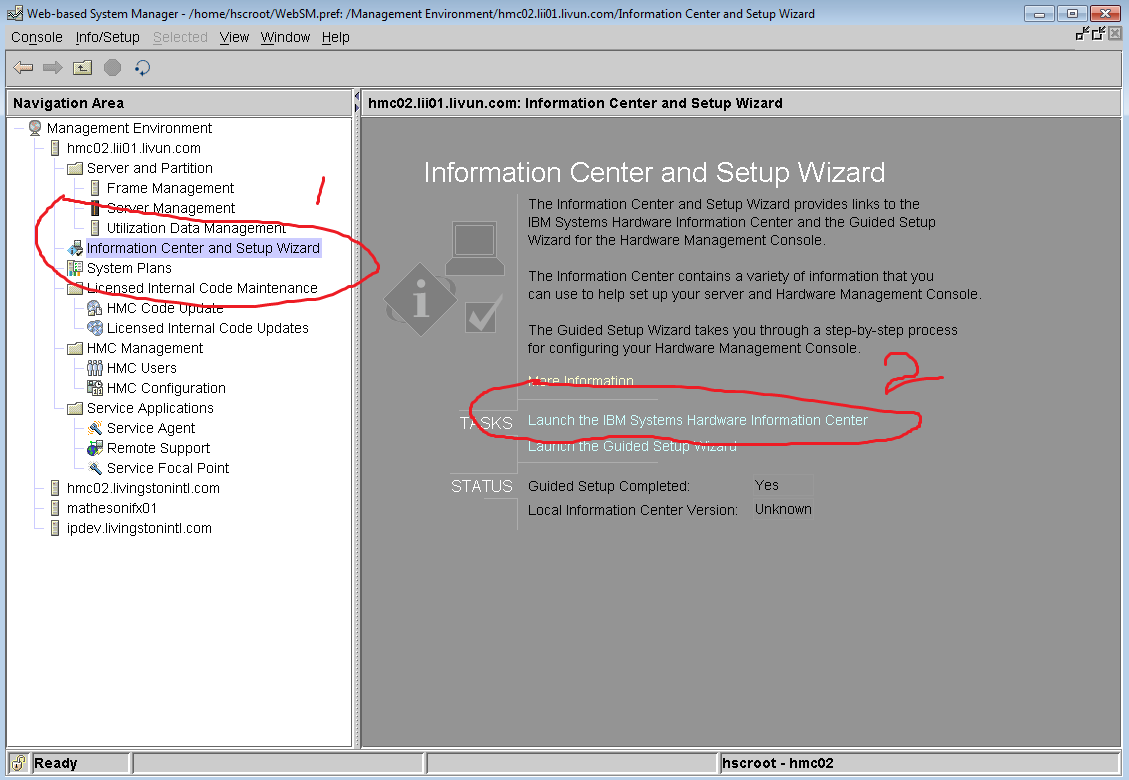 Web-based System Manager - /home/hscroot/WebSM.pref: /Management Environment/hmc02.lii01.livun.com/Information Center and Setup Wizard
Console Info/Setup Selected View Window Help
Navigation Area
Management Environment
hmc02.lii01.livun.com
Server and Partition
Frame Management
Server Management
Utilization Data Management
Information Center and Setup Wizard
System Plans
Licensed Internal Code Maintenance
HMC Code Update
Licensed Internal Code Updates
HMC Management
HMC Users
HMC Configuration
Service Applications
Service Agent
Remote Support
Service Focal Point
hmc02.livingstonintl.com
mathesonifx01
ipdev.livingstonintl.com
1
hmc02.lii01.livun.com: Information Center and Setup Wizard
Information Center and Setup Wizard
The Information Center and Setup Wizard provides links to the
IBM Systems Hardware Information Center and the Guided Setup
Wizard for the Hardware Management Console.
The Information Center contains a variety of information that you
can use to help set up your server and Hardware Management Console.
The Guided Setup Wizard takes you through a step-by-step process
for configuring your Hardware Management Console.
2
More Information
TASKS Launch the IBM Systems Hardware Information Center
Launch the Guided Setup Wizard
STATUS Guided Setup Completed: Yes
Local Information Center Version: Unknown
Ready hscroot - hmc02